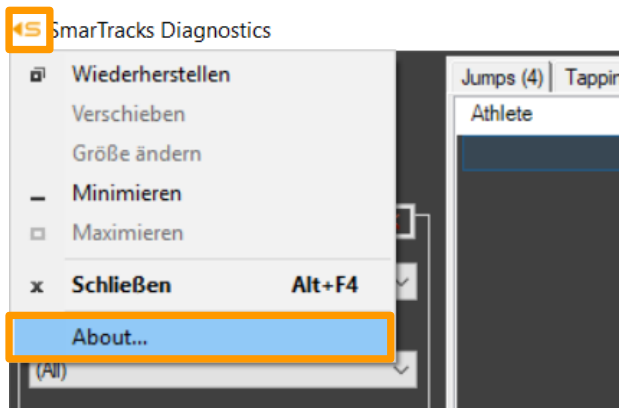 SmarTracks Diagnostics
Wiederherstellen
Jumps (4)
Verschieben
Athlete
Größe ändern
Minimieren
Maximieren
Schließen Alt+F4
About...
(All)